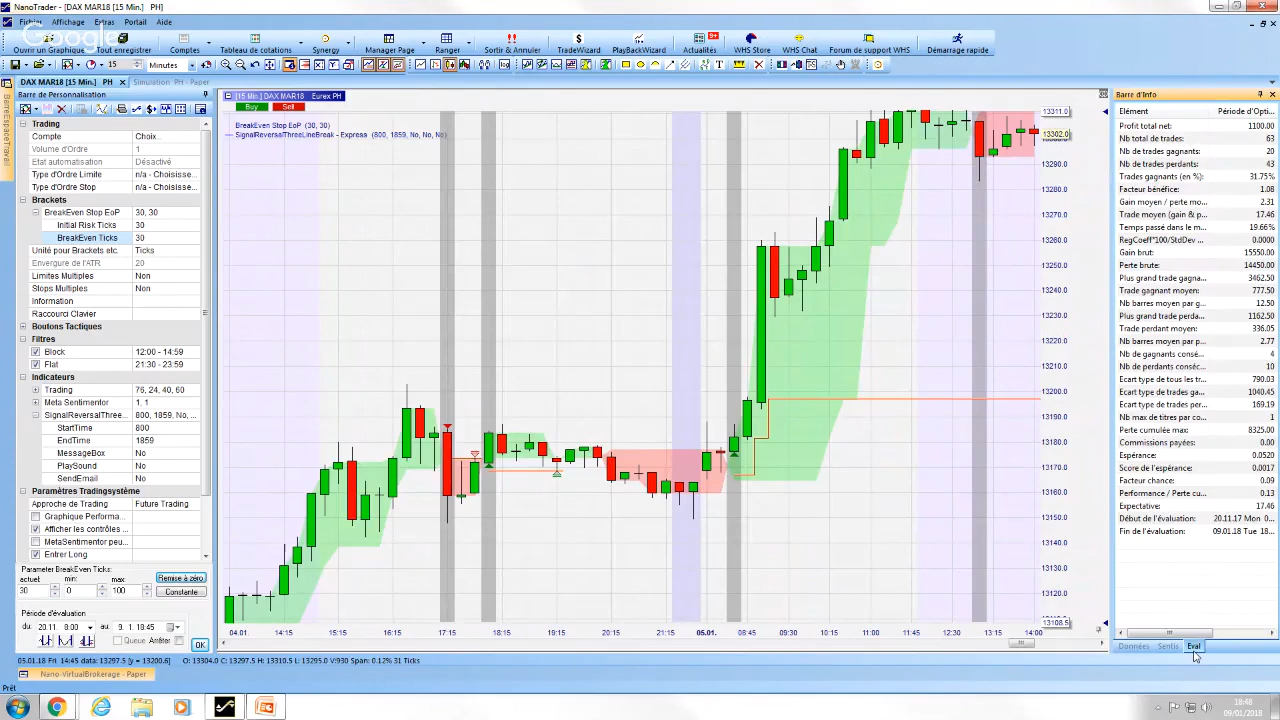 NanoTrader - [DAX MAR18 [15 Min.]   PH]
Fichier Affichage Extras Portail Aide
Google
Ouvrir un Graphique Tout enregistrer Comptes Tableau de cotations Synergy Manager Page Ranger Sortir & Annuler TradeWizard PlayBackWizard Actualités 9+ WHS Store WHS Chat Forum de support WHS Démarrage rapide
15 Minutes
DAX MAR18 [15 Min.]   PH Simulation - PH - Paper
BarreEspaceTravail
Barre de Personnalisation
Trading
Compte Choix...
Volume d'Ordre 1
Etat automatisation Désactivé
Type d'Ordre Limite n/a - Choisisse...
Type d'Ordre Stop n/a - Choisisse...
Brackets
BreakEven Stop EoP 30, 30
Initial Risk Ticks 30
BreakEven Ticks 30
Unité pour Brackets etc. Ticks
Envergure de l'ATR 20
Limites Multiples Non
Stops Multiples Non
Information
Raccourci Clavier
Boutons Tactiques
Filtres
Block 12:00 - 14:59
Flat 21:30 - 23:59
Indicateurs
Trading 76, 24, 40, 60
Meta Sentimentor
SignalReversalThree... 800, 1859, No, ...
StartTime 800
EndTime 1859
MessageBox No
PlaySound No
SendEmail No
Paramètres Tradingsystème
Approche de Trading Future Trading
Graphique Performa...
Afficher les contrôles
MetaSentimentor peu...
Entrer Long
Parameter BreakEven Ticks:
actuel: min: max: Remise à zéro
30 0 100 Constante
Période d'évaluation
du: 20.11. 8:00 au: 9. 1. 18:45
Queue Arrêter OK
[15 Min.] DAX MAR18 Eurex PH
Buy Sell
BreakEven Stop EoP (30, 30)
SignalReversalThreeLineBreak - Express (800, 1859, No, No, No)
13311.0
13302.0
13290.0
13280.0
13270.0
13260.0
13250.0
13240.0
13230.0
13220.0
13210.0
13200.0
13190.0
13180.0
13170.0
13160.0
13150.0
13140.0
13130.0
13120.0
13108.5
04.01. 14:15 15:15 16:15 17:15 18:15 19:15 20:15 21:15 05.01. 08:45 09:30 10:15 11:00 11:45 12:30 13:15 14:00
Barre d'Info
Elément Période d'Opti...
Profit total net: 1100.00
Nb total de trades: 63
Nb de trades gagnants: 20
Nb de trades perdants: 43
Trades gagnants (en %): 31.75%
Facteur bénéfice: 1.08
Gain moyen / perte mo... 2.31
Trade moyen (gain & p... 17.46
Temps passé dans le m... 19.66%
RegCoeff*100/StdDev 0.0000
Gain brut: 15550.00
Perte brute: 14450.00
Plus grand trade gagna... 3462.50
Trade gagnant moyen: 777.50
Nb barres moyen par g... 12.50
Plus grand trade perda... 1162.50
Trade perdant moyen: 336.05
Nb barres moyen par p... 2.77
Nb de gagnants consé... 4
Nb de perdants conséc... 10
Ecart type de tous les tr... 790.03
Ecart type des trades ga... 1040.45
Ecart type des trades per... 169.19
Nb max de titres par co...
Perte cumulée max: 8325.00
Commissions payées: 0.00
Espérance: 0.0520
Score de l'espérance: 0.0017
Facteur chance: 0.09
Performance / Perte cu... 0.13
Expectative: 17.46
Début de l'évaluation: 20.11.17 Mon 0...
Fin de l'évaluation: 09.01.18 Tue 18...
Données Sentis Eval
05.01.18 Fri 14:45 data: 13297.5 [y = 13200.6] O: 13304.0 C: 13297.5 H: 13310.5 L: 13295.0 V:930 Span: 0.12% 31 Ticks
Nano-VirtualBrokerage - Paper
Prêt
18:48
09/01/2018